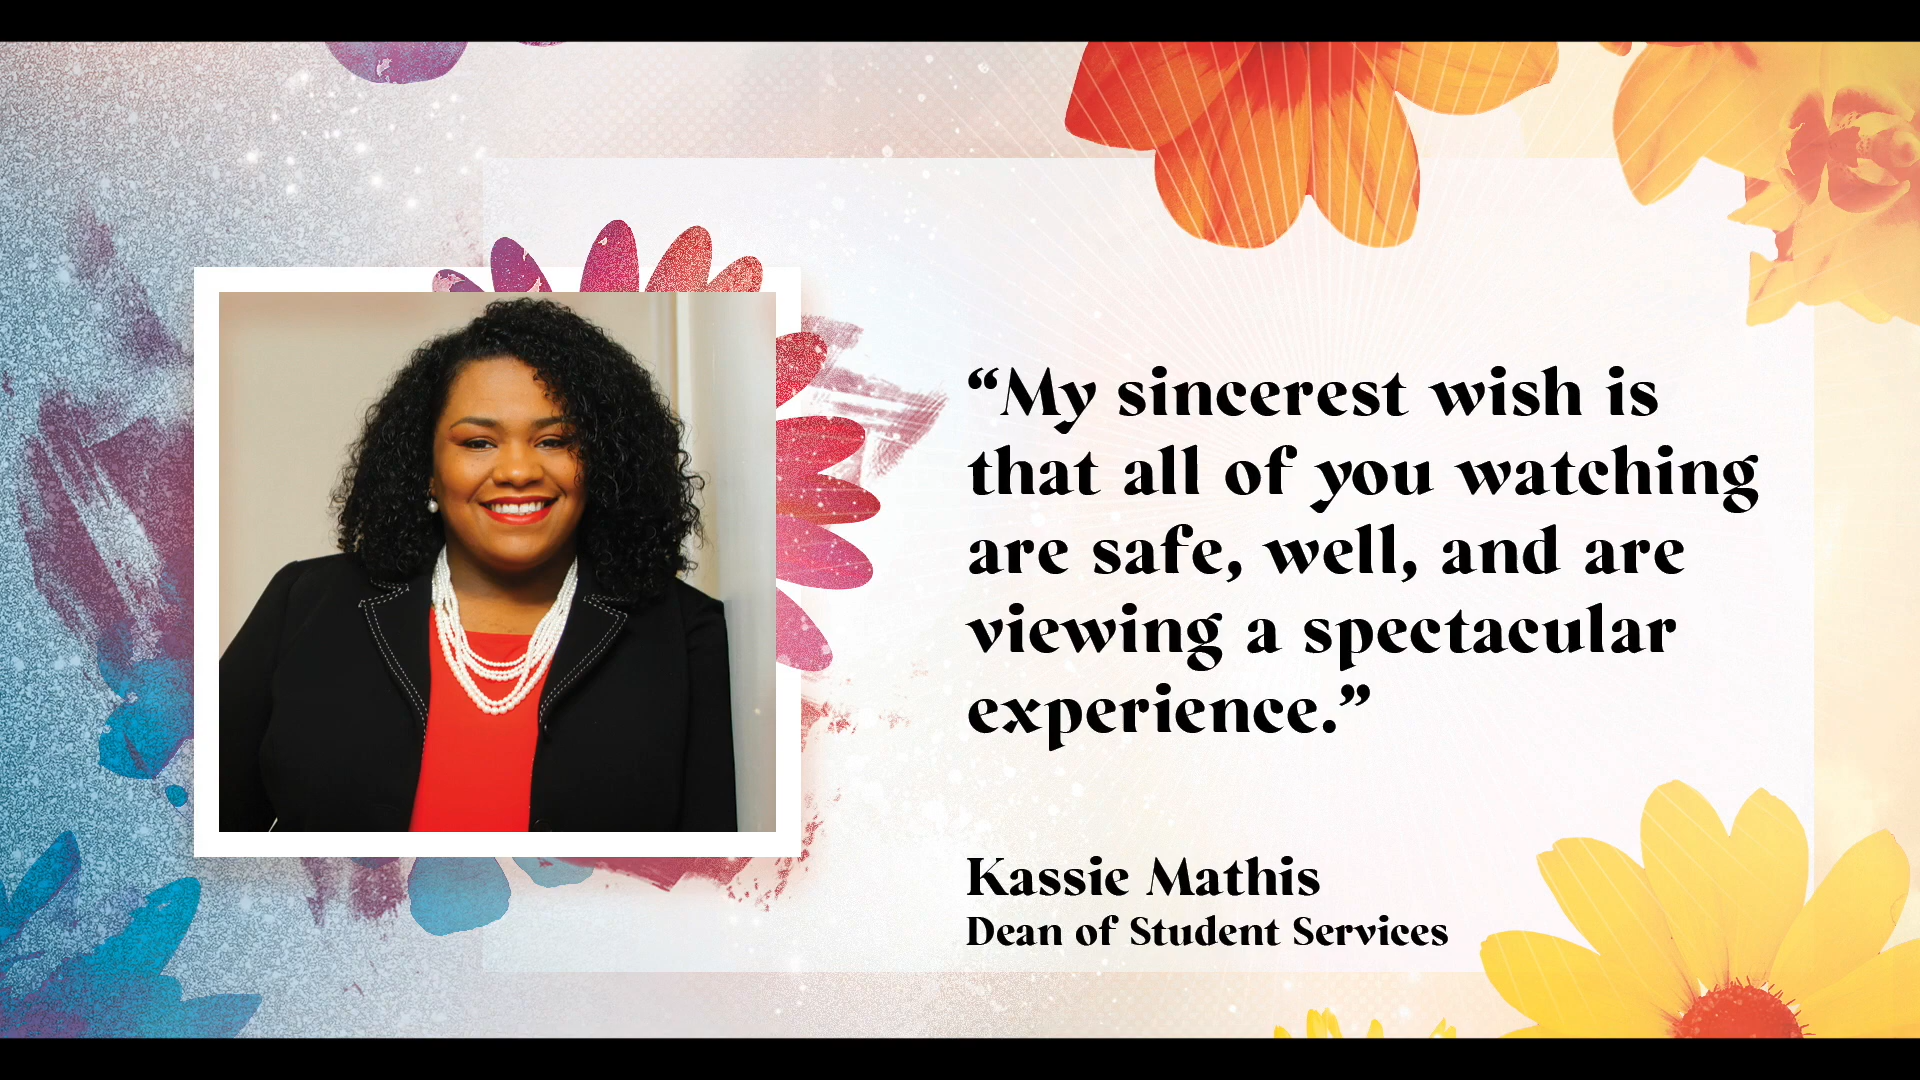 “My sincerest wish is
that all of you watching
are safe, well, and are
viewing a spectacular
experience.”
Kassie Mathis
Dean of Student Services